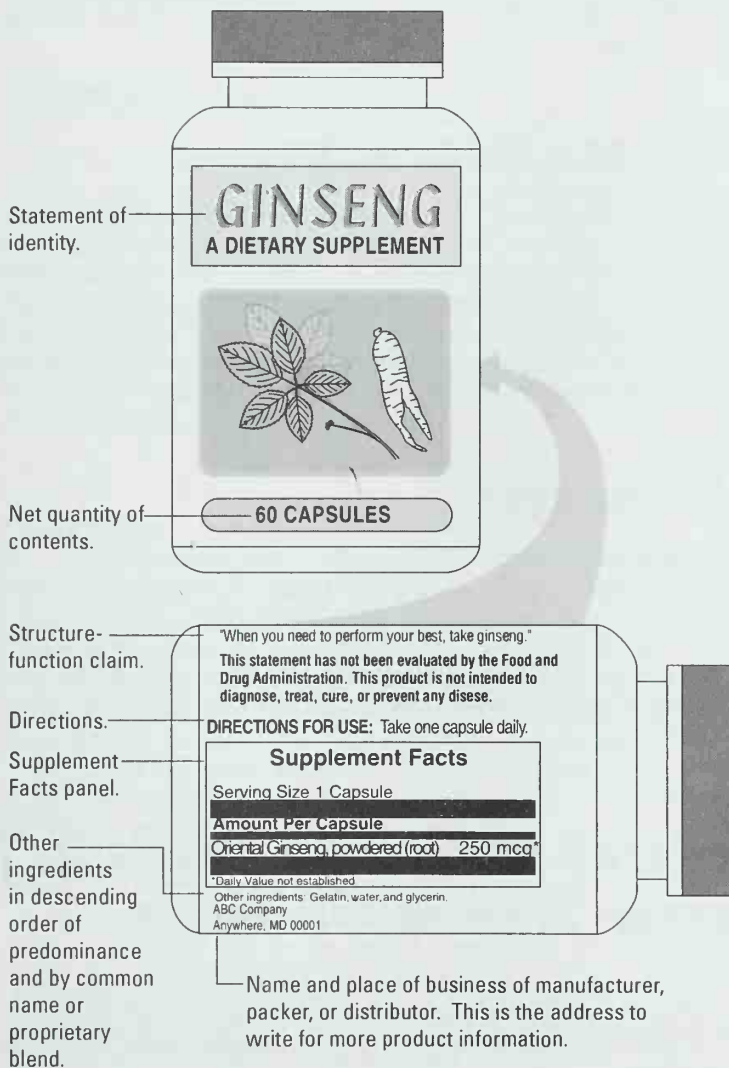 Statement of
identity.
GINSENG
A DIETARY SUPPLEMENT
Net quantity of
contents.
60 CAPSULES
Structure-
function claim.
"When you need to perform your best, take ginseng."
This statement has not been evaluated by the Food and
Drug Administration. This product is not intended to
diagnose, treat, cure, or prevent any disese.
Directions.
DIRECTIONS FOR USE: Take one capsule daily.
Supplement
Facts panel.
Supplement Facts
Serving Size 1 Capsule
Amount Per Capsule
Oriental Ginseng, powdered (root) 250 mcg*
*Daily Value not established
Other
ingredients
in descending
order of
predominance
and by common
name or
proprietary
blend.
Other ingredients: Gelatin, water, and glycerin.
ABC Company
Anywhere, MD 00001
Name and place of business of manufacturer,
packer, or distributor. This is the address to
write for more product information.